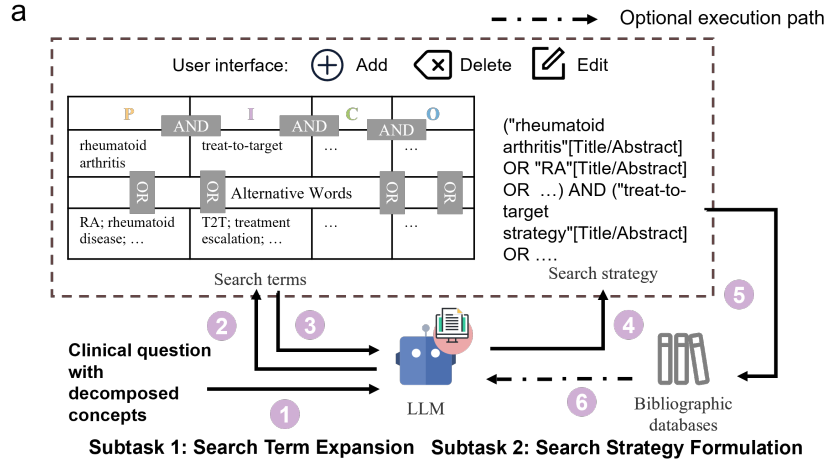 a
Optional execution path
User interface: Add Delete Edit
P I C O
AND AND AND
rheumatoid
arthritis
treat-to-target
…
…
OR OR Alternative Words OR OR
RA; rheumatoid
disease; …
T2T; treatment
escalation; …
…
…
Search terms
("rheumatoid
arthritis"[Title/Abstract]
OR "RA"[Title/Abstract]
OR …) AND ("treat-to-
target
strategy"[Title/Abstract]
OR ….
Search strategy
2
3
4
5
Clinical question
with
decomposed
concepts
1
LLM
6
Bibliographic
databases
Subtask 1: Search Term Expansion
Subtask 2: Search Strategy Formulation